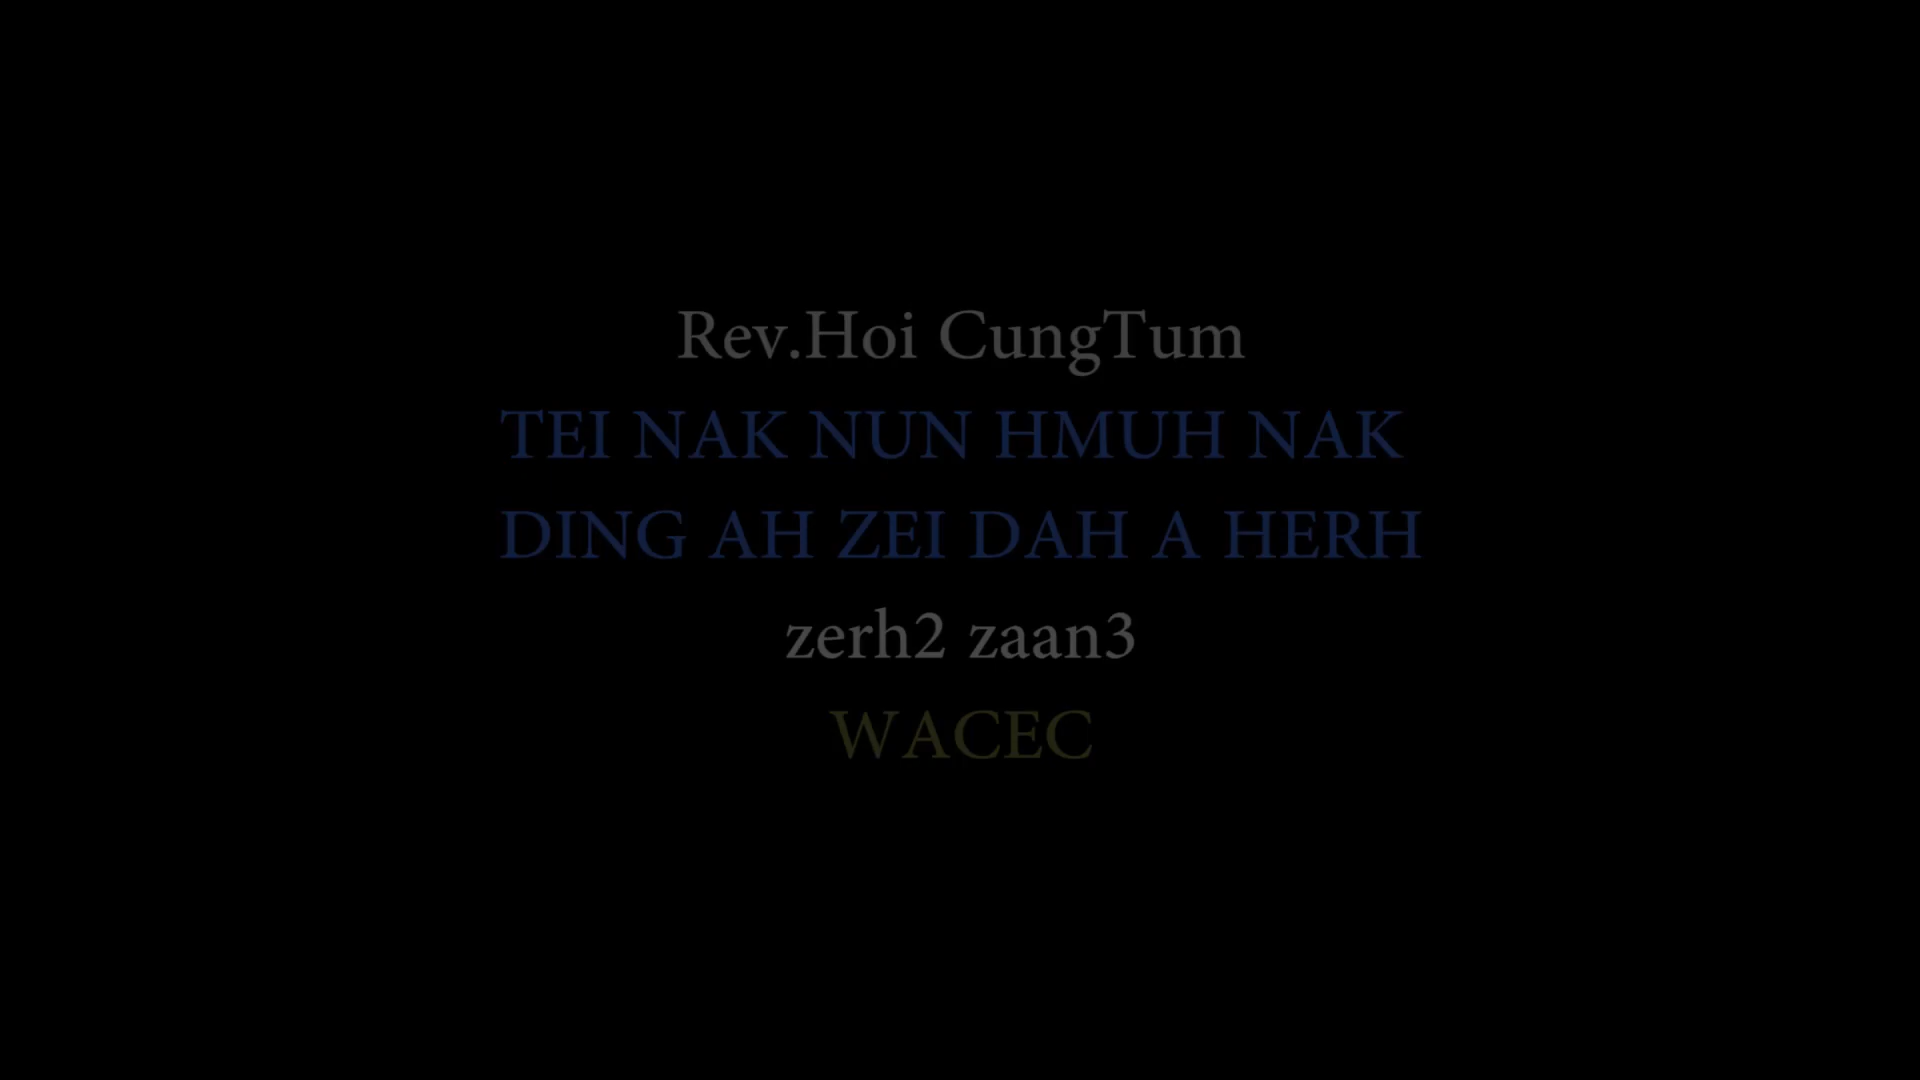 Rev.Hoi CungTum
TEI NAK NUN HMUH NAK
DING AH ZEI DAH A HERH
zerh2 zaan3
WACEC